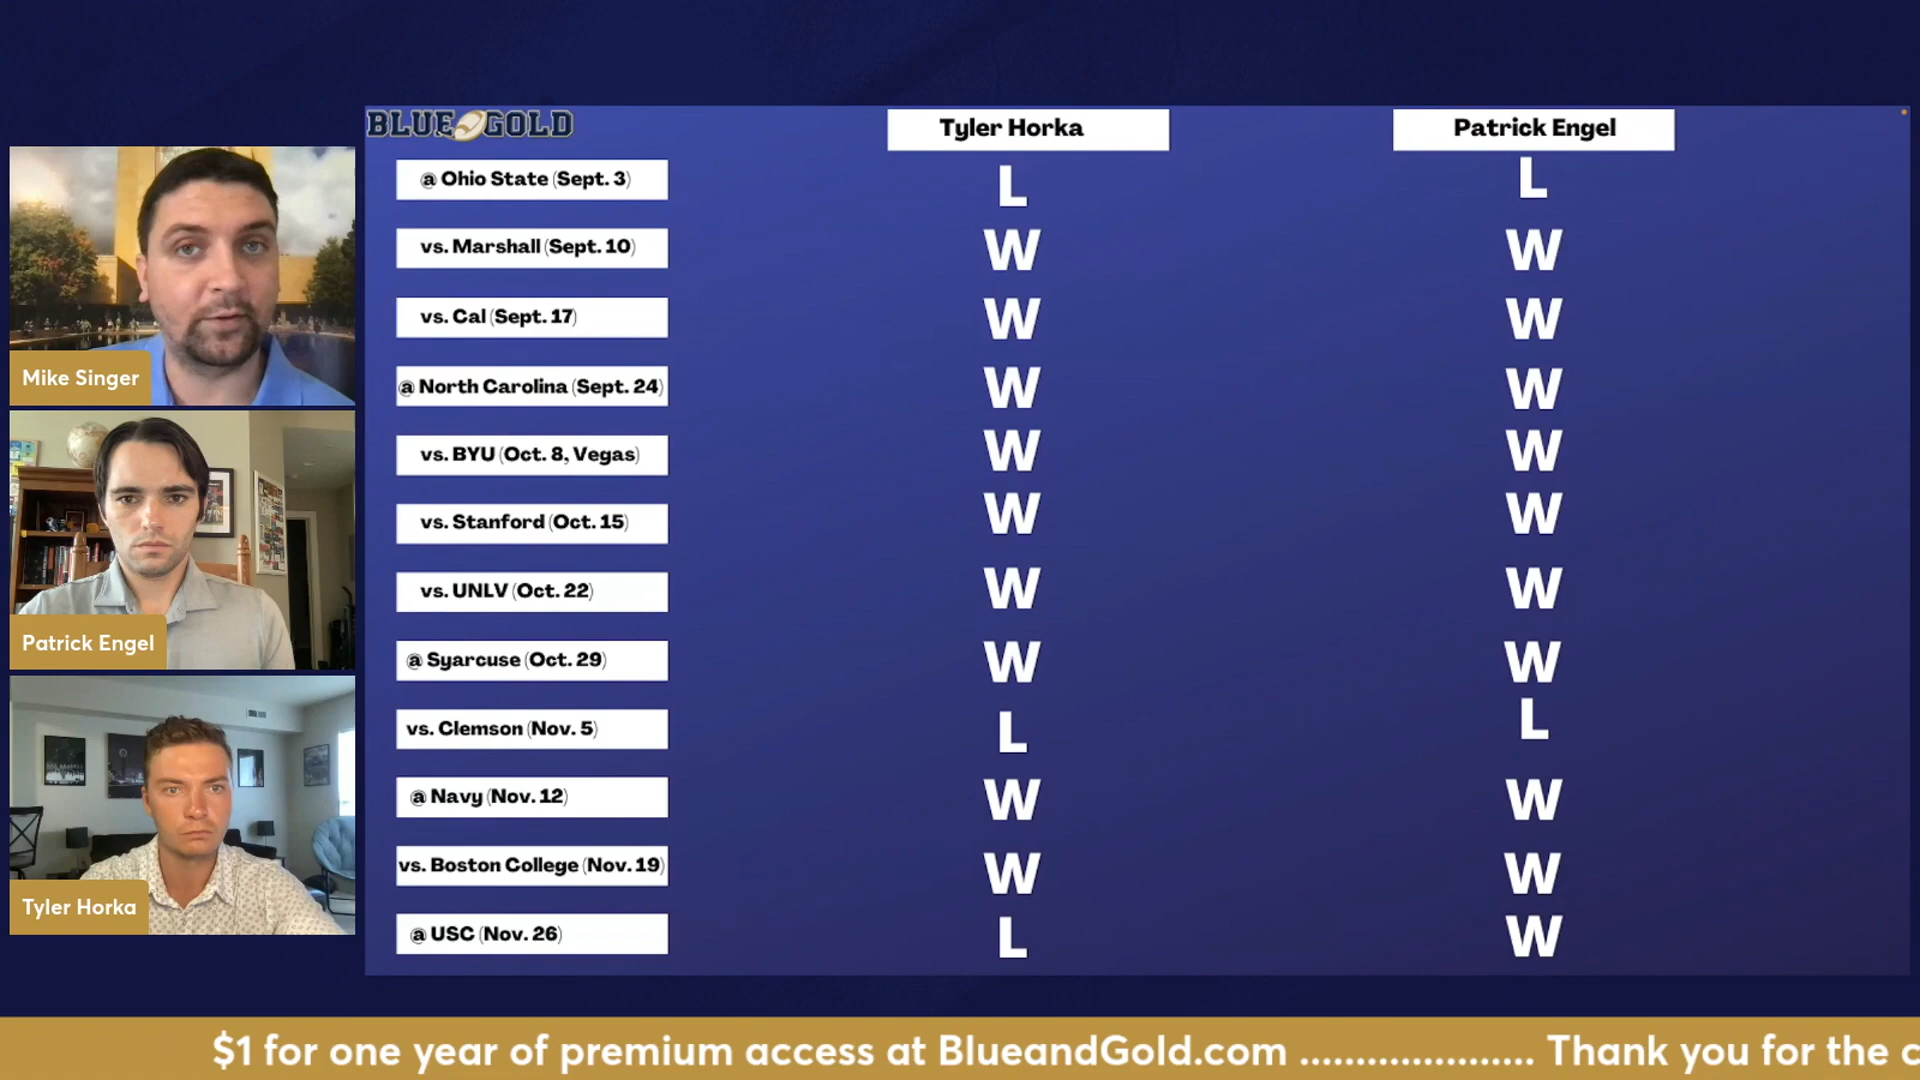 BLUE GOLD
Tyler Horka
Patrick Engel
@ Ohio State (Sept. 3)
L
L
vs. Marshall (Sept. 10)
W
W
vs. Cal (Sept. 17)
W
W
@ North Carolina (Sept. 24)
W
W
vs. BYU (Oct. 8, Vegas)
W
W
vs. Stanford (Oct. 15)
W
W
vs. UNLV (Oct. 22)
W
W
@ Syarcuse (Oct. 29)
W
W
vs. Clemson (Nov. 5)
L
L
@ Navy (Nov. 12)
W
W
vs. Boston College (Nov. 19)
W
W
@ USC (Nov. 26)
L
W
Mike Singer
Patrick Engel
Tyler Horka
$1 for one year of premium access at BlueandGold.com ..................... Thank you for the c